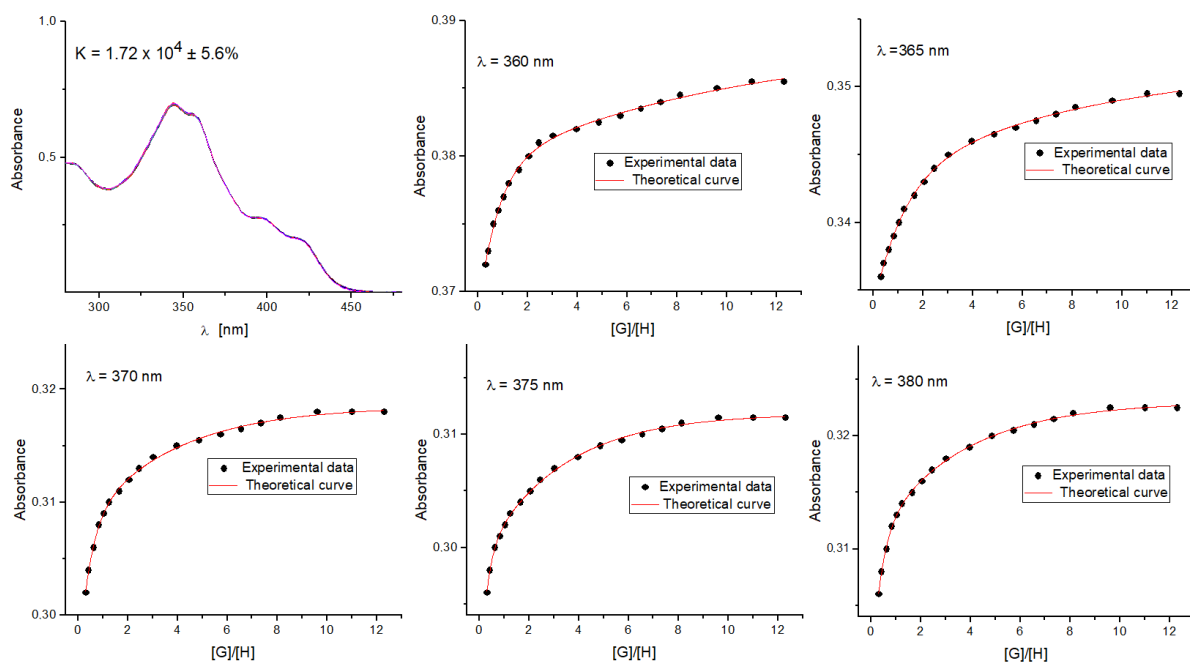 1.0
K = 1.72 x 10^4 ± 5.6%
Absorbance
0.5
300 350 400 450
λ [nm]
0.39
λ = 360 nm
Absorbance
0.38
Experimental data
Theoretical curve
0.37
0 2 4 6 8 10 12
[G]/[H]
λ =365 nm
0.35
Absorbance
Experimental data
Theoretical curve
0.34
0 2 4 6 8 10 12
[G]/[H]
λ = 370 nm
0.32
Absorbance
Experimental data
Theoretical curve
0.31
0.30
0 2 4 6 8 10 12
[G]/[H]
λ = 375 nm
Absorbance
0.31
Experimental data
Theoretical curve
0.30
0 2 4 6 8 10 12
[G]/[H]
λ = 380 nm
Absorbance
0.32
Experimental data
Theoretical curve
0.31
0 2 4 6 8 10 12
[G]/[H]